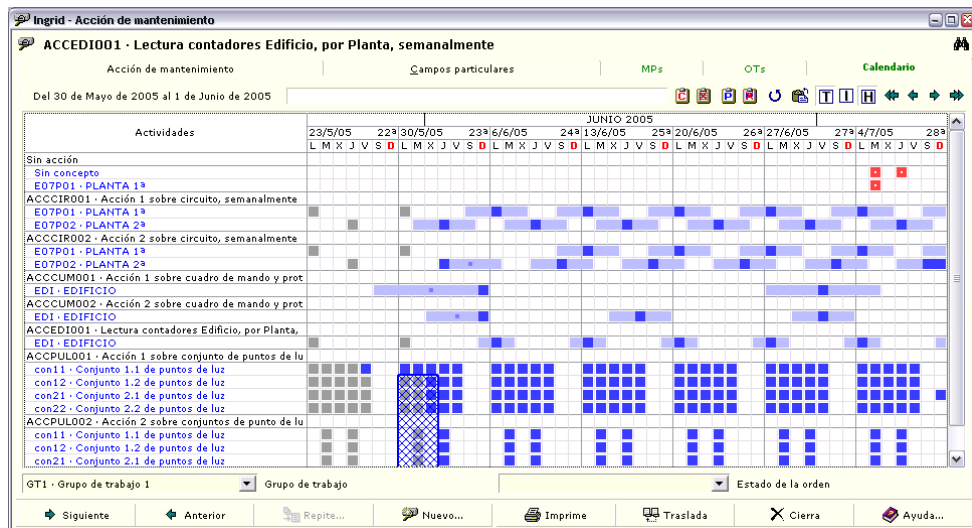 Ingrid - Acción de mantenimiento
ACCEDI001 · Lectura contadores Edificio, por Planta, semanalmente
Acción de mantenimiento Campos particulares MPs OTs Calendario
Del 30 de Mayo de 2005 al 1 de Junio de 2005
C P R T I H
JUNIO 2005
Actividades 23/5/05 22ª 30/5/05 23ª 6/6/05 24ª 13/6/05 25ª 20/6/05 26ª 27/6/05 27ª 4/7/05 28ª
L M X J V S D L M X J V S D L M X J V S D L M X J V S D L M X J V S D L M X J V S D L M X J V S D
Sin acción
Sin concepto
E07P01 · PLANTA 1ª
ACCCIR001 · Acción 1 sobre circuito, semanalmente
E07P01 · PLANTA 1ª
E07P02 · PLANTA 2ª
ACCCIR002 · Acción 2 sobre circuito, semanalmente
E07P01 · PLANTA 1ª
E07P02 · PLANTA 2ª
ACCCUM001 · Acción 1 sobre cuadro de mando y prot
EDI · EDIFICIO
ACCCUM002 · Acción 2 sobre cuadro de mando y prot
EDI · EDIFICIO
ACCEDI001 · Lectura contadores Edificio, por Planta,
EDI · EDIFICIO
ACCPUL001 · Acción 1 sobre conjunto de puntos de lu
con11 · Conjunto 1.1 de puntos de luz
con12 · Conjunto 1.2 de puntos de luz
con21 · Conjunto 2.1 de puntos de luz
con22 · Conjunto 2.2 de puntos de luz
ACCPUL002 · Acción 2 sobre conjuntos de punto de lu
con11 · Conjunto 1.1 de puntos de luz
con12 · Conjunto 1.2 de puntos de luz
con21 · Conjunto 2.1 de puntos de luz
GT1 · Grupo de trabajo 1 Grupo de trabajo Estado de la orden
Siguiente Anterior Repite... Nuevo... Imprime Traslada Cierra Ayuda...